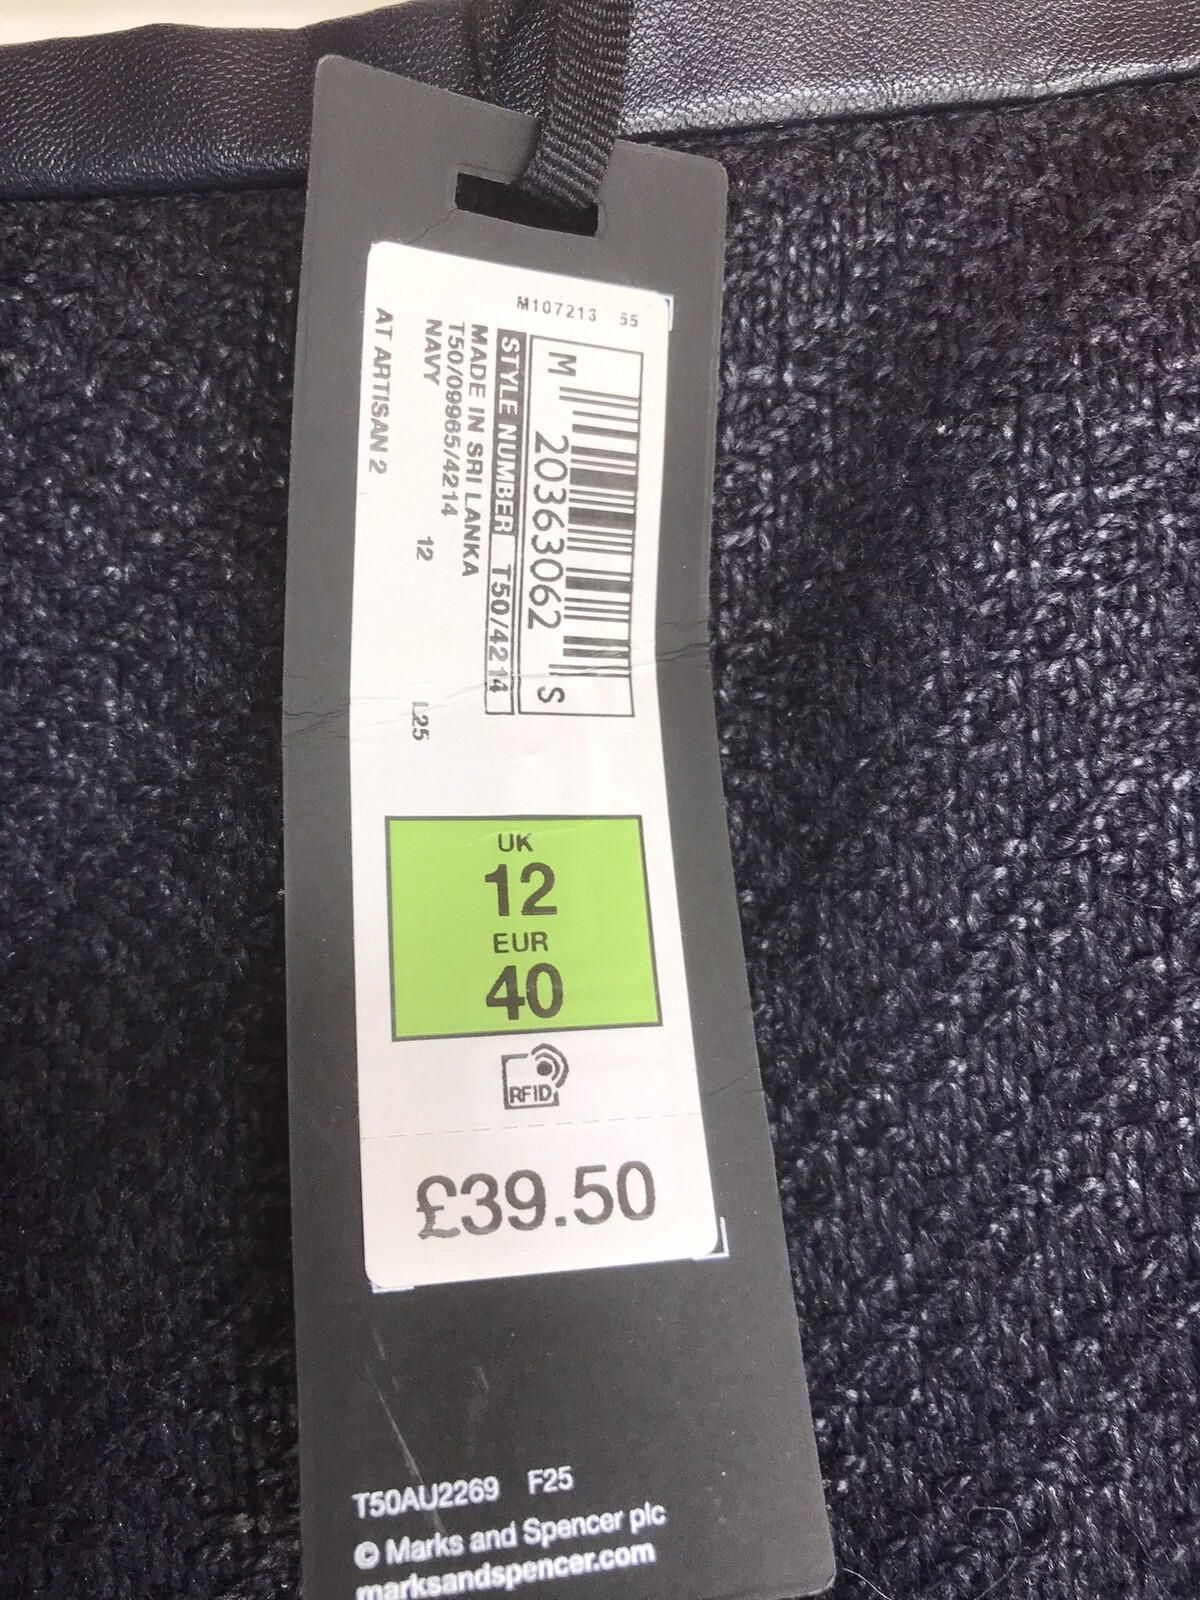 M107213 55
M 20363062 S
STYLE NUMBER T50/4214
MADE IN SRI LANKA
T50/09965/4214
NAVY 12 L25
AT ARTISAN 2
UK
12
EUR
40
RFID
£39.50
T50AU2269 F25
© Marks and Spencer plc
marksandspencer.com